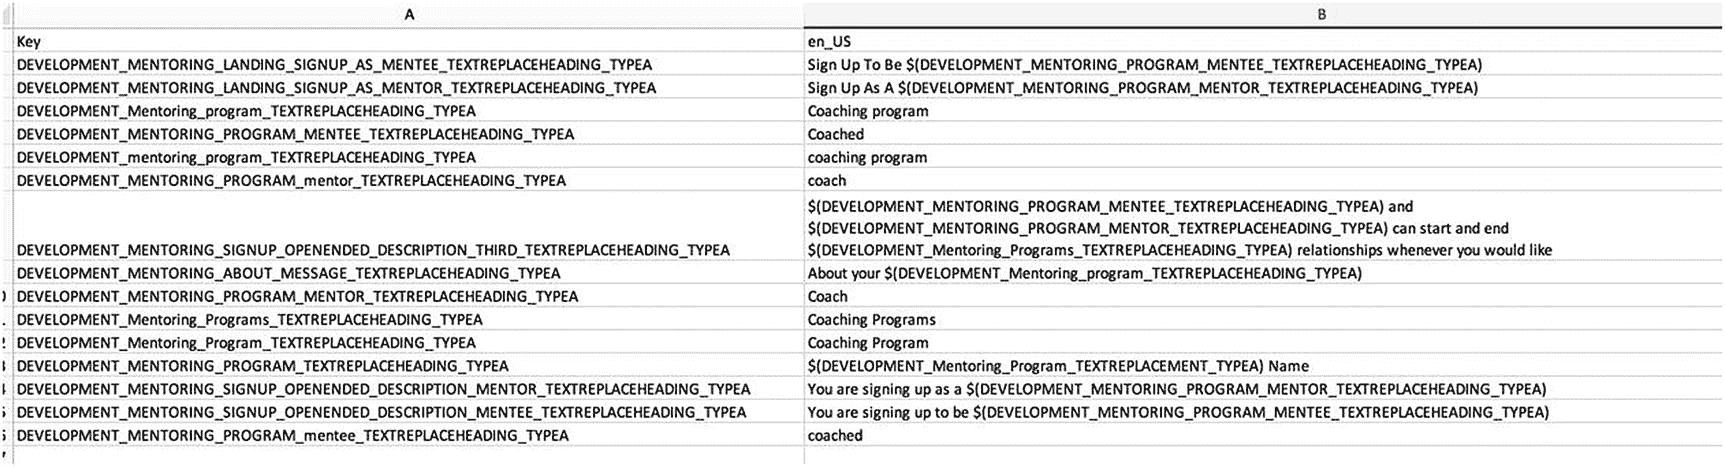 A B
Key en_US
DEVELOPMENT_MENTORING_LANDING_SIGNUP_AS_MENTEE_TEXTREPLACEHEADING_TYPEA Sign Up To Be $(DEVELOPMENT_MENTORING_PROGRAM_MENTEE_TEXTREPLACEHEADING_TYPEA)
DEVELOPMENT_MENTORING_LANDING_SIGNUP_AS_MENTOR_TEXTREPLACEHEADING_TYPEA Sign Up As A $(DEVELOPMENT_MENTORING_PROGRAM_MENTOR_TEXTREPLACEHEADING_TYPEA)
DEVELOPMENT_Mentoring_program_TEXTREPLACEHEADING_TYPEA Coaching program
DEVELOPMENT_MENTORING_PROGRAM_MENTEE_TEXTREPLACEHEADING_TYPEA Coached
DEVELOPMENT_mentoring_program_TEXTREPLACEHEADING_TYPEA coaching program
DEVELOPMENT_MENTORING_PROGRAM_mentor_TEXTREPLACEHEADING_TYPEA coach
$(DEVELOPMENT_MENTORING_PROGRAM_MENTEE_TEXTREPLACEHEADING_TYPEA) and
$(DEVELOPMENT_MENTORING_PROGRAM_MENTOR_TEXTREPLACEHEADING_TYPEA) can start and end
DEVELOPMENT_MENTORING_SIGNUP_OPENENDED_DESCRIPTION_THIRD_TEXTREPLACEHEADING_TYPEA $(DEVELOPMENT_Mentoring_Programs_TEXTREPLACEHEADING_TYPEA) relationships whenever you would like
DEVELOPMENT_MENTORING_ABOUT_MESSAGE_TEXTREPLACEHEADING_TYPEA About your $(DEVELOPMENT_Mentoring_program_TEXTREPLACEHEADING_TYPEA)
DEVELOPMENT_MENTORING_PROGRAM_MENTOR_TEXTREPLACEHEADING_TYPEA Coach
DEVELOPMENT_Mentoring_Programs_TEXTREPLACEHEADING_TYPEA Coaching Programs
DEVELOPMENT_Mentoring_Program_TEXTREPLACEHEADING_TYPEA Coaching Program
DEVELOPMENT_MENTORING_PROGRAM_TEXTREPLACEHEADING_TYPEA $(DEVELOPMENT_Mentoring_Program_TEXTREPLACEMENT_TYPEA) Name
DEVELOPMENT_MENTORING_SIGNUP_OPENENDED_DESCRIPTION_MENTOR_TEXTREPLACEHEADING_TYPEA You are signing up as a $(DEVELOPMENT_MENTORING_PROGRAM_MENTOR_TEXTREPLACEHEADING_TYPEA)
DEVELOPMENT_MENTORING_SIGNUP_OPENENDED_DESCRIPTION_MENTEE_TEXTREPLACEHEADING_TYPEA You are signing up to be $(DEVELOPMENT_MENTORING_PROGRAM_MENTEE_TEXTREPLACEHEADING_TYPEA)
DEVELOPMENT_MENTORING_PROGRAM_mentee_TEXTREPLACEHEADING_TYPEA coached